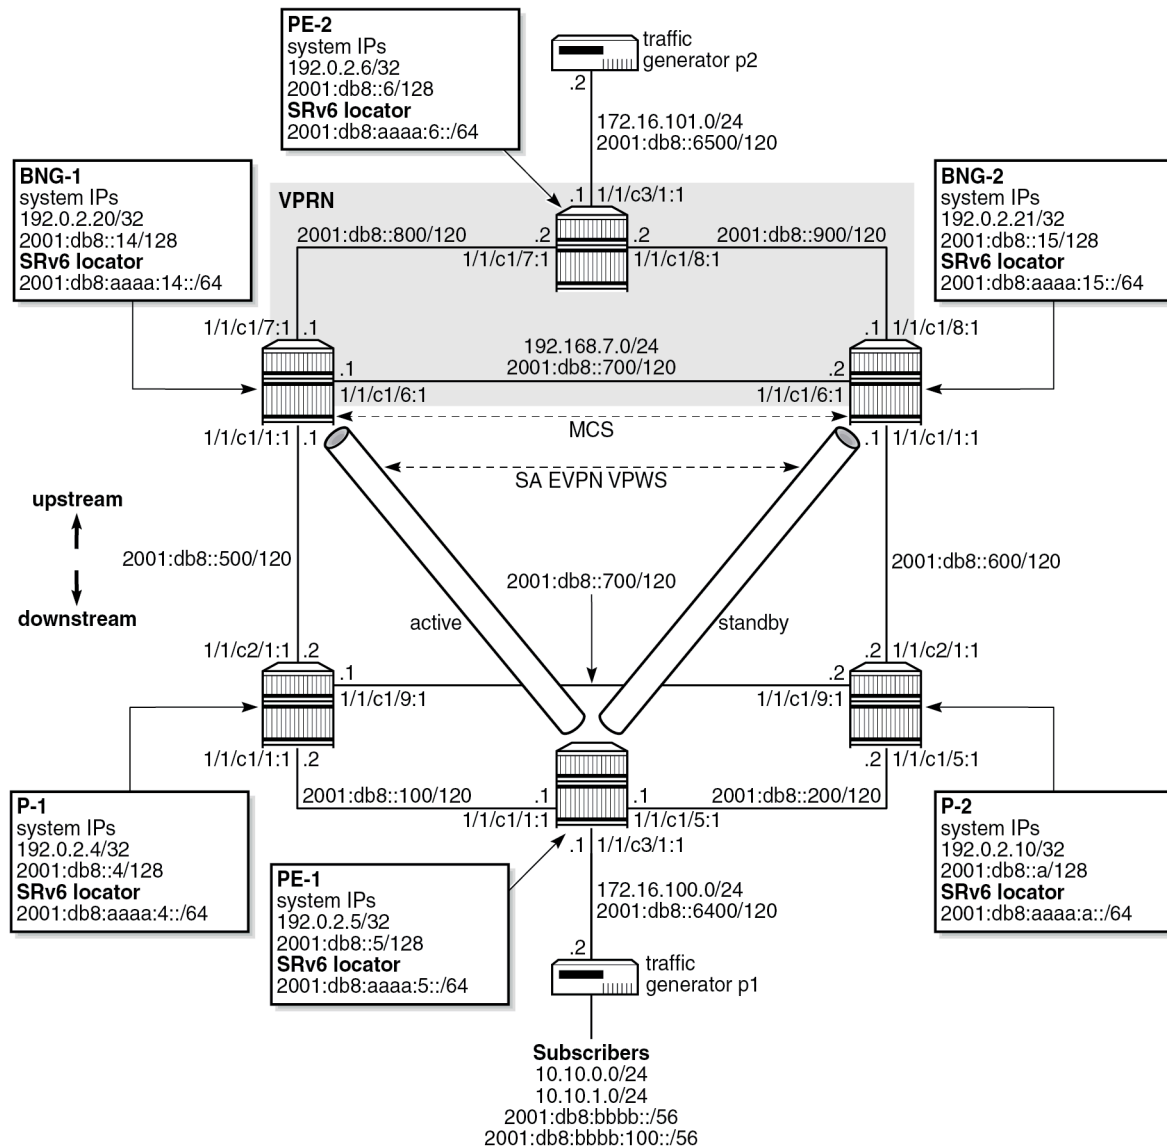 PE-2
system IPs
192.0.2.6/32
2001:db8::6/128
SRv6 locator
2001:db8:aaaa:6::/64
traffic
generator p2
.2
172.16.101.0/24
2001:db8::6500/120
BNG-1
system IPs
192.0.2.20/32
2001:db8::14/128
SRv6 locator
2001:db8:aaaa:14::/64
BNG-2
system IPs
192.0.2.21/32
2001:db8::15/128
SRv6 locator
2001:db8:aaaa:15::/64
VPRN
.1 1/1/c3/1:1
2001:db8::800/120
.2
.2
2001:db8::900/120
1/1/c1/7:1
1/1/c1/8:1
1/1/c1/7:1 .1
.1 1/1/c1/8:1
192.168.7.0/24
2001:db8::700/120
.1
.2
1/1/c1/6:1
1/1/c1/6:1
MCS
1/1/c1/1:1 .1
.1 1/1/c1/1:1
SA EVPN VPWS
upstream
downstream
2001:db8::500/120
2001:db8::600/120
2001:db8::700/120
active
standby
1/1/c2/1:1 .2
.2 1/1/c2/1:1
.1
.2
1/1/c1/9:1
1/1/c1/9:1
1/1/c1/1:1 .2
.2 1/1/c1/5:1
2001:db8::100/120
.1
.1
2001:db8::200/120
1/1/c1/1:1
1/1/c1/5:1
.1 1/1/c3/1:1
P-1
system IPs
192.0.2.4/32
2001:db8::4/128
SRv6 locator
2001:db8:aaaa:4::/64
P-2
system IPs
192.0.2.10/32
2001:db8::a/128
SRv6 locator
2001:db8:aaaa:a::/64
PE-1
system IPs
192.0.2.5/32
2001:db8::5/128
SRv6 locator
2001:db8:aaaa:5::/64
172.16.100.0/24
2001:db8::6400/120
.2
traffic
generator p1
Subscribers
10.10.0.0/24
10.10.1.0/24
2001:db8:bbbb::/56
2001:db8:bbbb:100::/56